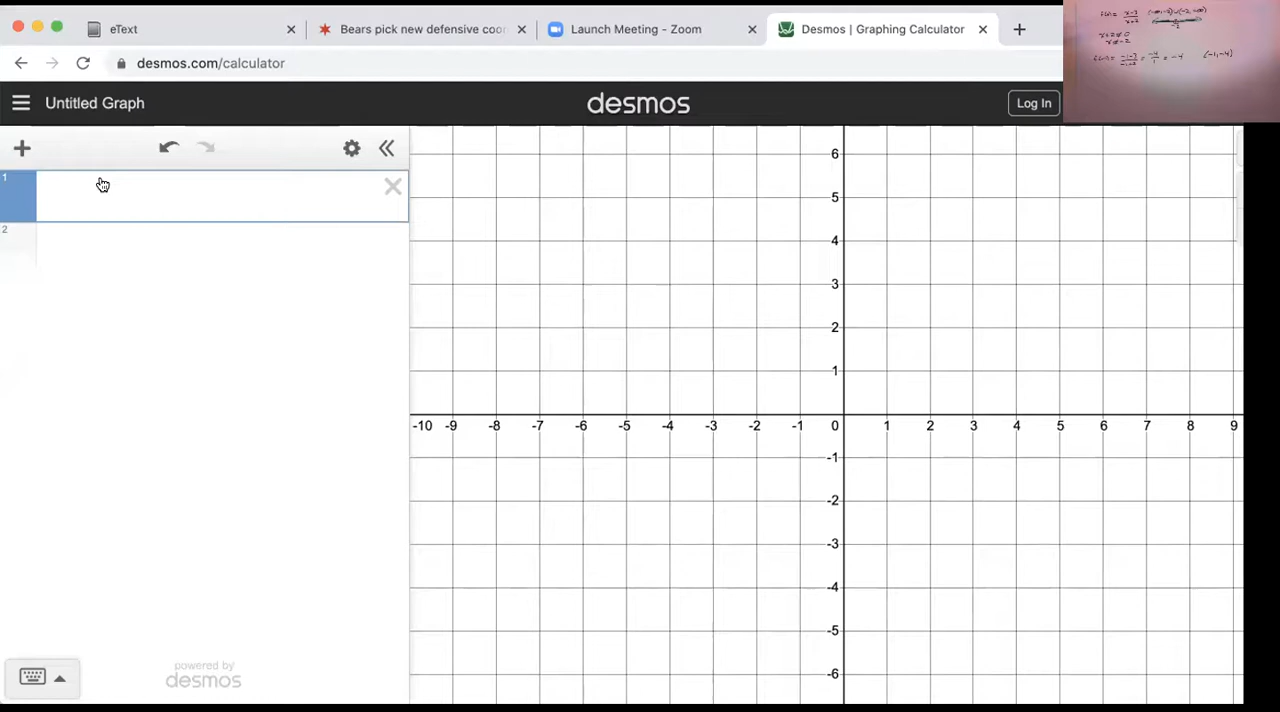 eText
Bears pick new defensive coor
Launch Meeting - Zoom
Desmos | Graphing Calculator
desmos.com/calculator
Untitled Graph
desmos
Log In
1
2
6
5
4
3
2
1
-10 -9 -8 -7 -6 -5 -4 -3 -2 -1 0 1 2 3 4 5 6 7 8 9
-1
-2
-3
-4
-5
-6
powered by
desmos